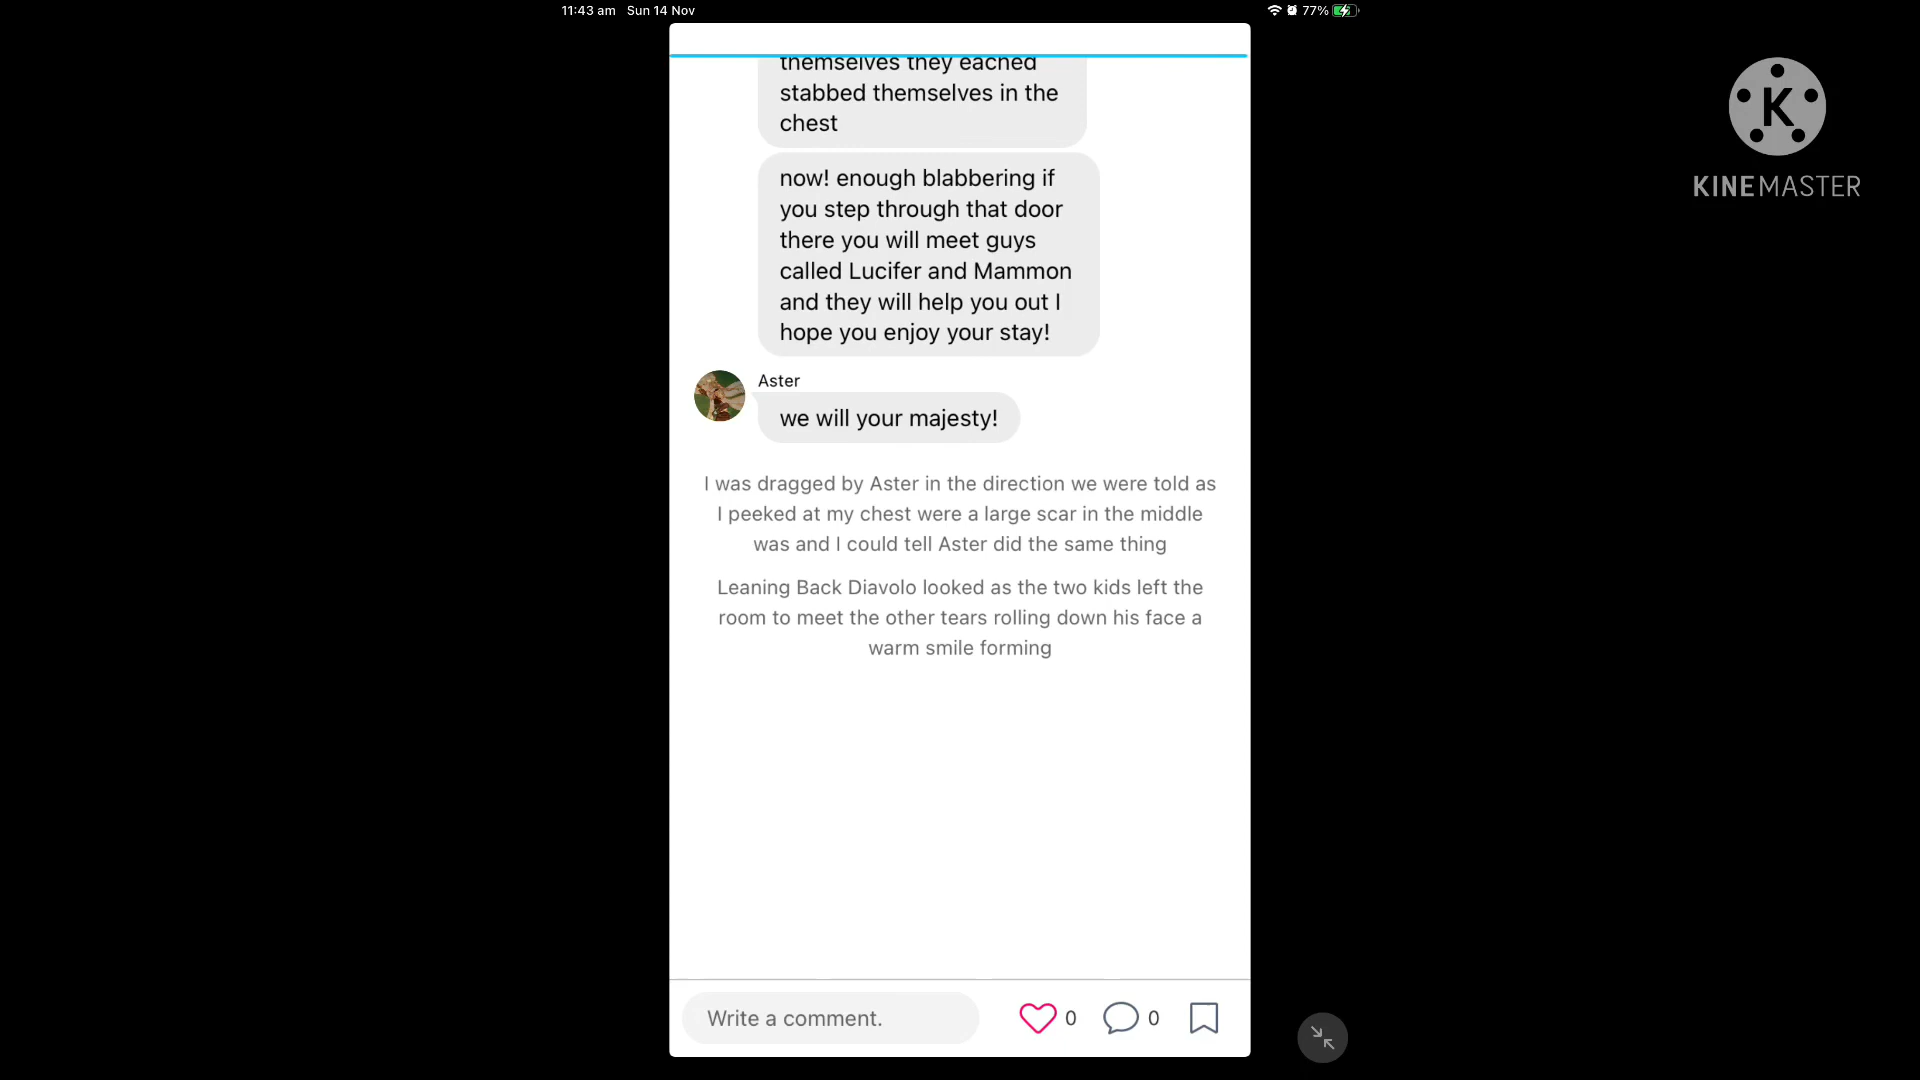 11:43 am Sun 14 Nov
77%
themselves they eached
stabbed themselves in the
chest
now! enough blabbering if
you step through that door
there you will meet guys
called Lucifer and Mammon
and they will help you out I
hope you enjoy your stay!
Aster
we will your majesty!
I was dragged by Aster in the direction we were told as
I peeked at my chest were a large scar in the middle
was and I could tell Aster did the same thing
Leaning Back Diavolo looked as the two kids left the
room to meet the other tears rolling down his face a
warm smile forming
Write a comment.
0
0
K
KINEMASTER